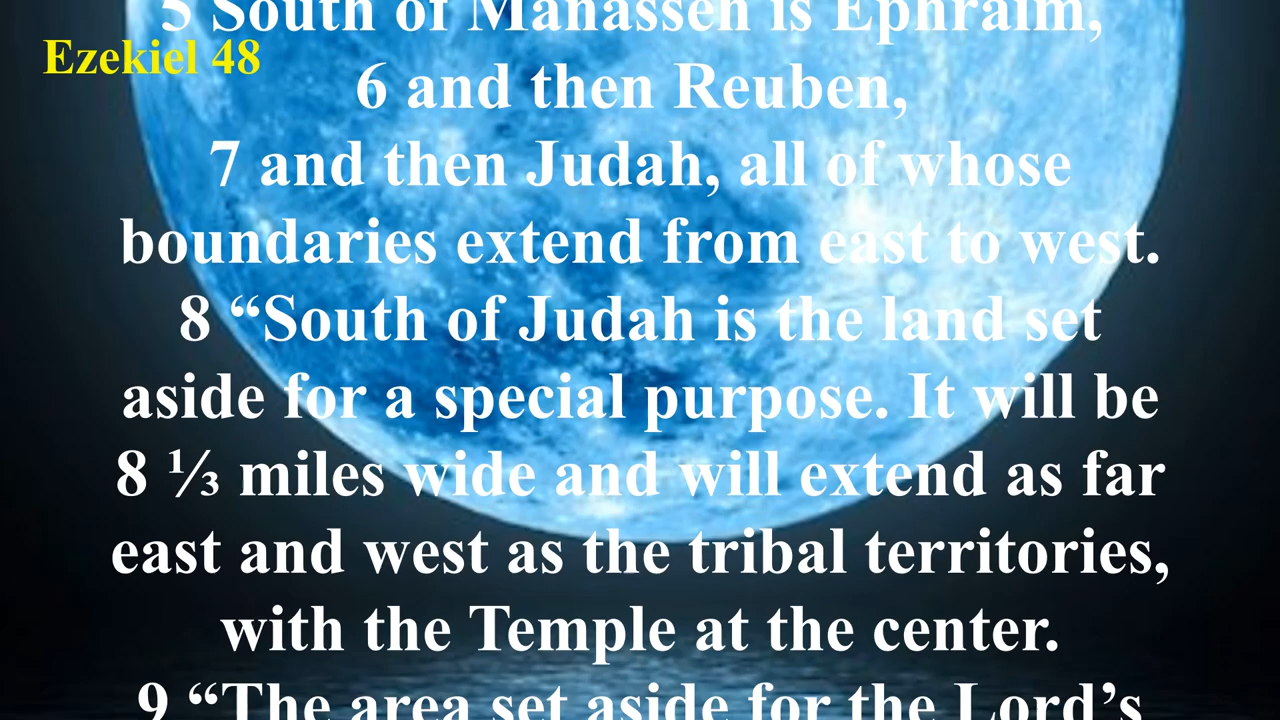 5 South of Manasseh is Ephraim,
Ezekiel 48
6 and then Reuben,
7 and then Judah, all of whose
boundaries extend from east to west.
8 “South of Judah is the land set
aside for a special purpose. It will be
8 ⅓ miles wide and will extend as far
east and west as the tribal territories,
with the Temple at the center.
9 “The area set aside for the Lord’s